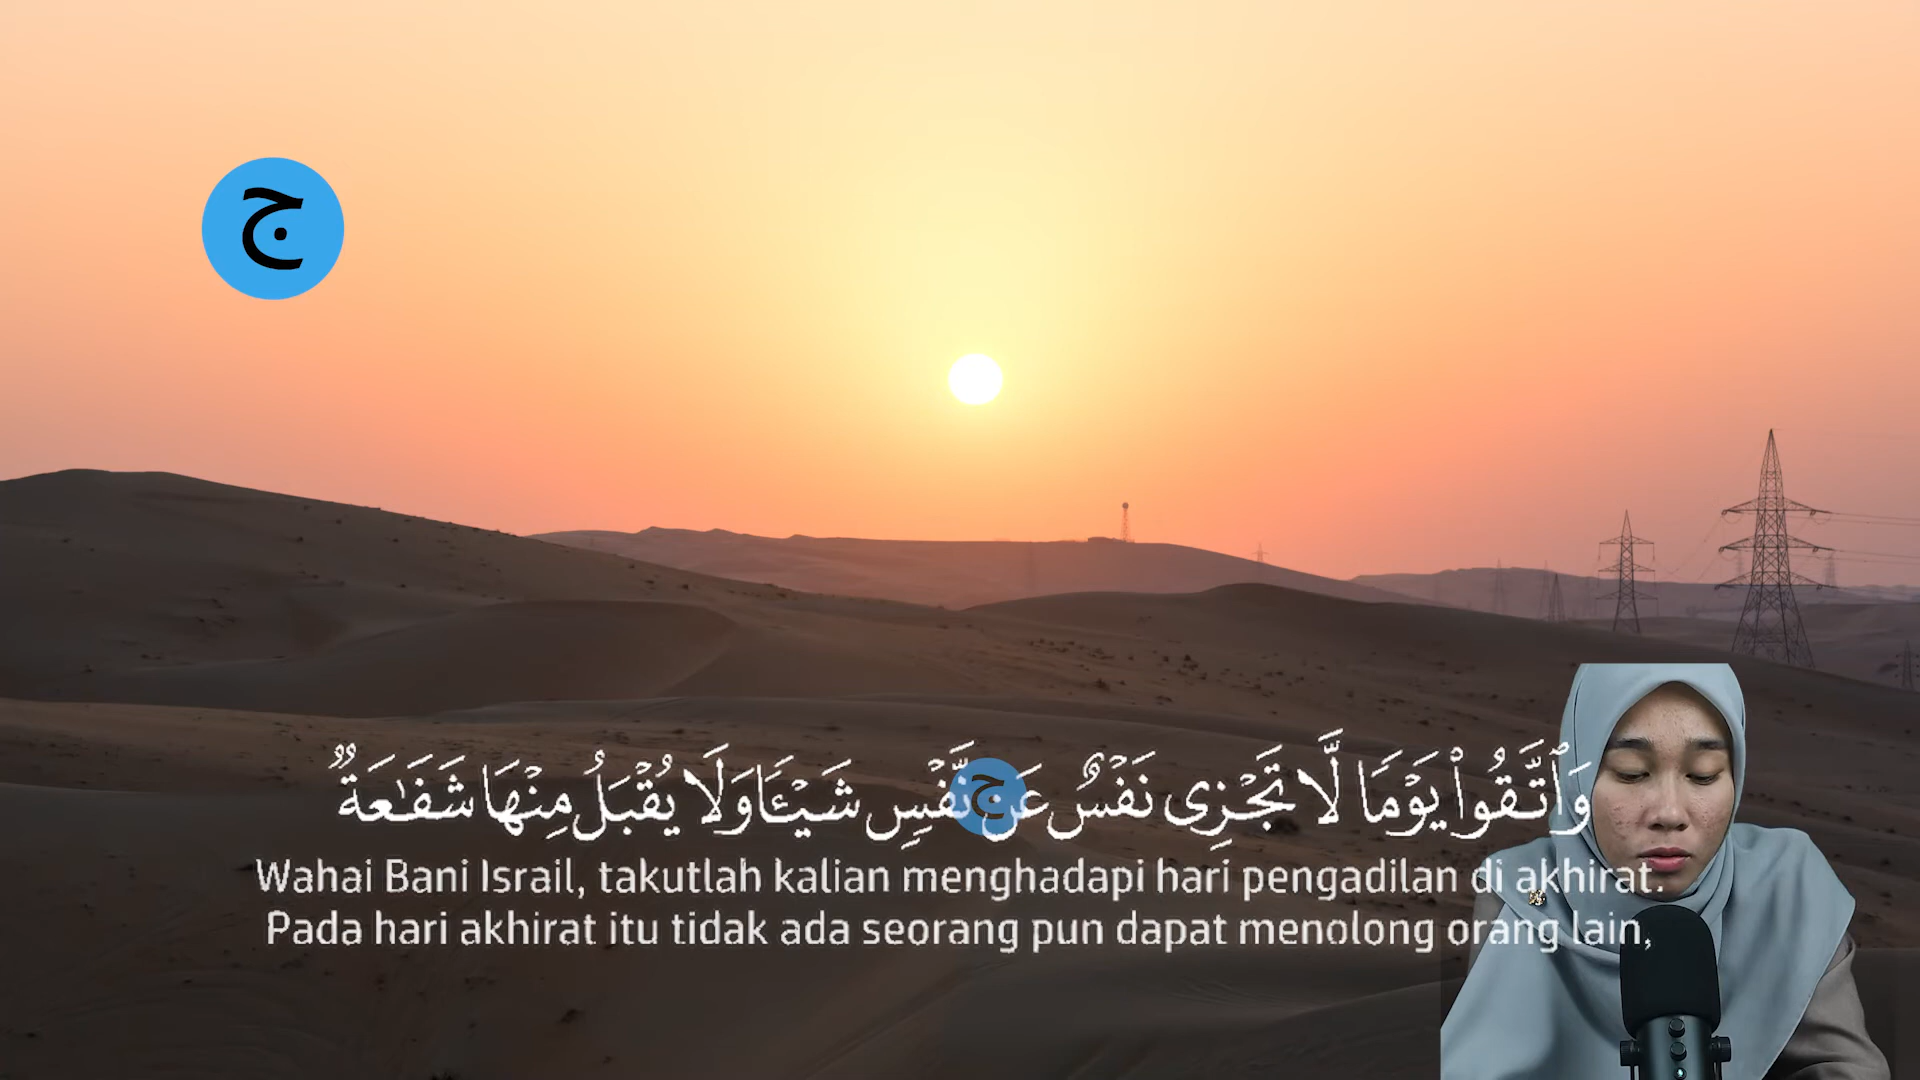 ج
وَٱتَّقُوا۟ يَوْمًا لَّا تَجْزِى نَفْسٌ عَن نَّفْسٍ شَيْـًٔا وَلَا يُقْبَلُ مِنْهَا شَفَـٰعَةٌ
ج
Wahai Bani Israil, takutlah kalian menghadapi hari pengadilan di akhirat.
Pada hari akhirat itu tidak ada seorang pun dapat menolong orang lain,